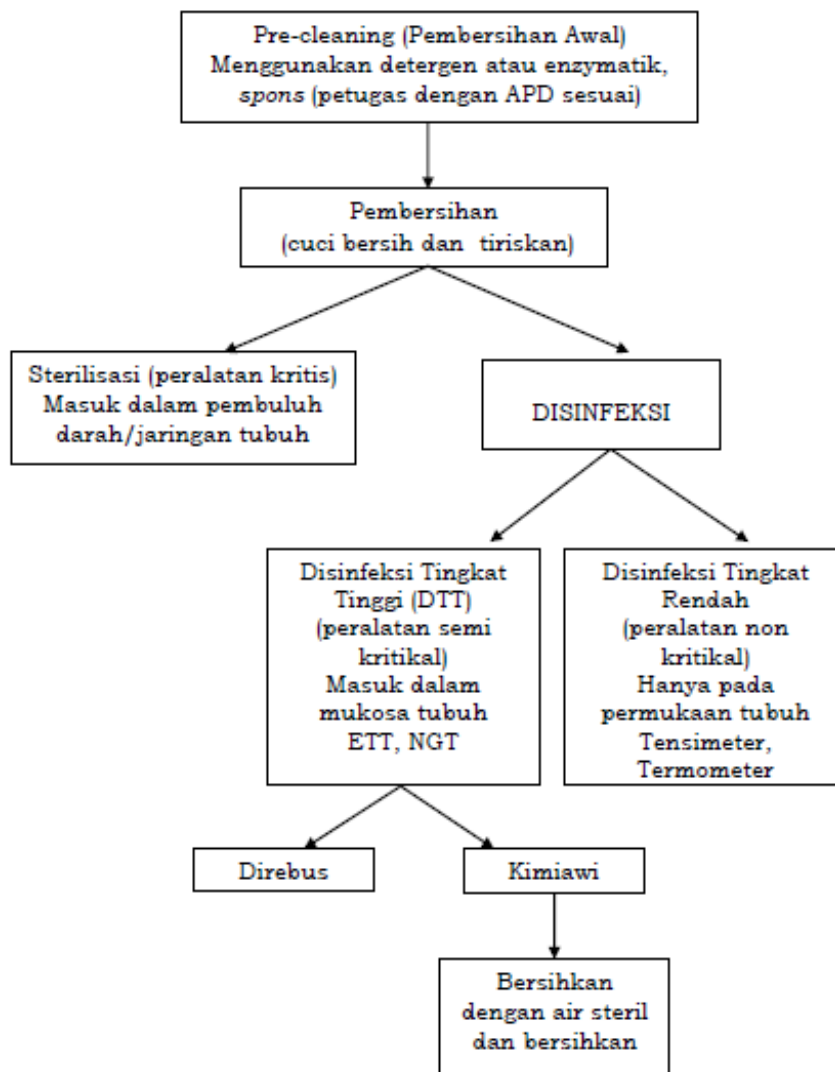 Pre-cleaning (Pembersihan Awal)
Menggunakan detergen atau enzymatik,
spons (petugas dengan APD sesuai)
Pembersihan
(cuci bersih dan tiriskan)
Sterilisasi (peralatan kritis)
Masuk dalam pembuluh
darah/jaringan tubuh
DISINFEKSI
Disinfeksi Tingkat
Tinggi (DTT)
(peralatan semi
kritikal)
Masuk dalam
mukosa tubuh
ETT, NGT
Disinfeksi Tingkat
Rendah
(peralatan non
kritikal)
Hanya pada
permukaan tubuh
Tensimeter,
Termometer
Direbus
Kimiawi
Bersihkan
dengan air steril
dan bersihkan